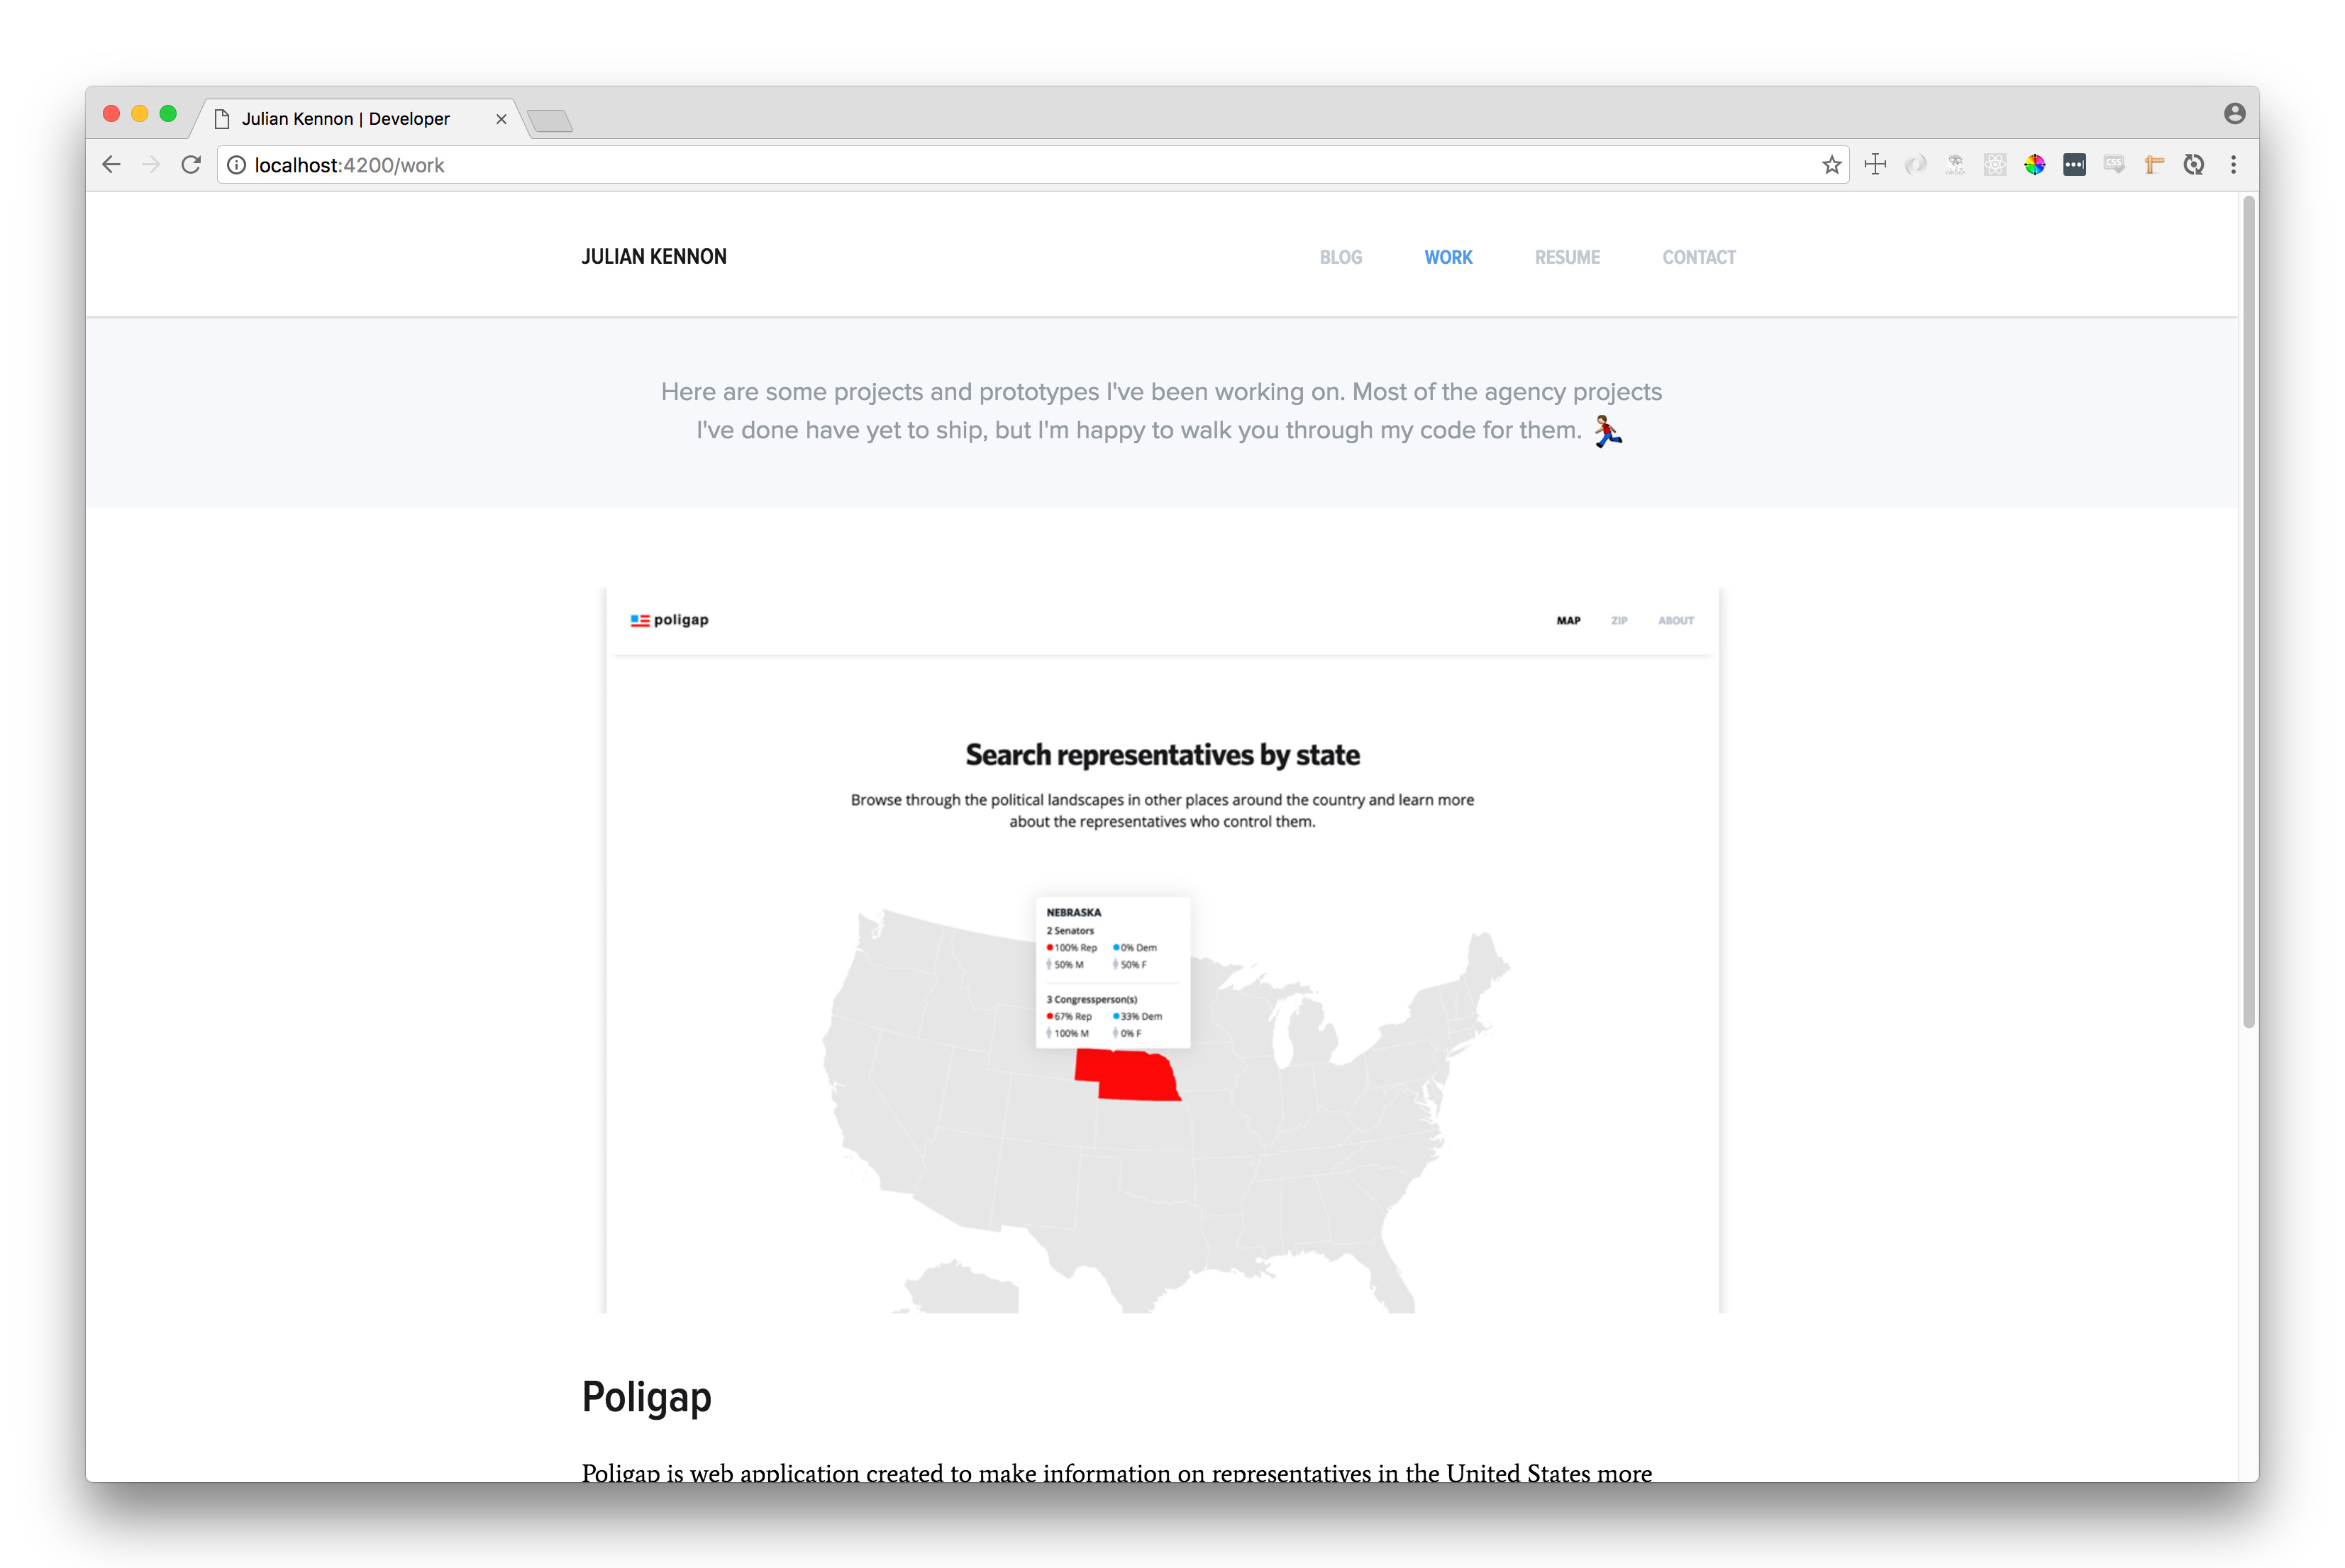 Julian Kennon | Developer
localhost:4200/work
CSS
JULIAN KENNON
BLOG WORK RESUME CONTACT
Here are some projects and prototypes I've been working on. Most of the agency projects
I've done have yet to ship, but I'm happy to walk you through my code for them. 🏃
poligap
MAP ZIP ABOUT
Search representatives by state
Browse through the political landscapes in other places around the country and learn more
about the representatives who control them.
NEBRASKA
2 Senators
100% Rep 0% Dem
50% M 50% F
3 Congressperson(s)
67% Rep 33% Dem
100% M 0% F
Poligap
Poligap is web application created to make information on representatives in the United States more